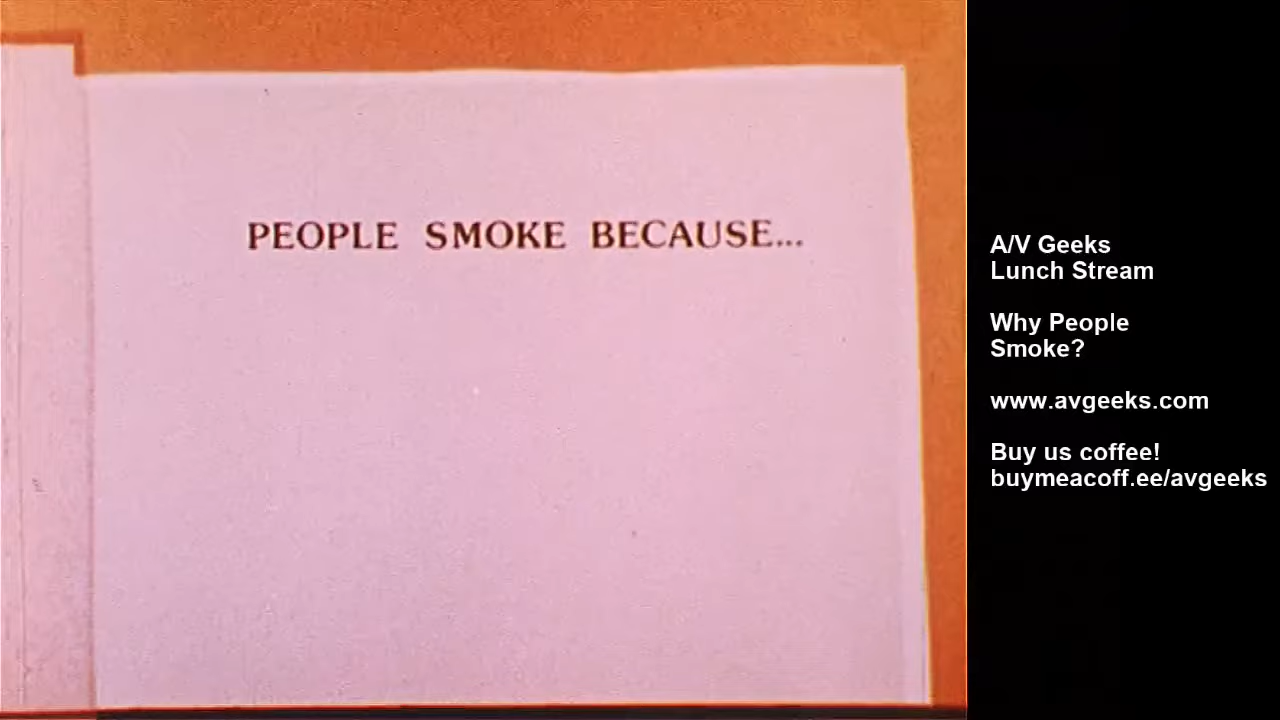 PEOPLE SMOKE BECAUSE...
A/V Geeks
Lunch Stream
Why People
Smoke?
www.avgeeks.com
Buy us coffee!
buymeacoff.ee/avgeeks